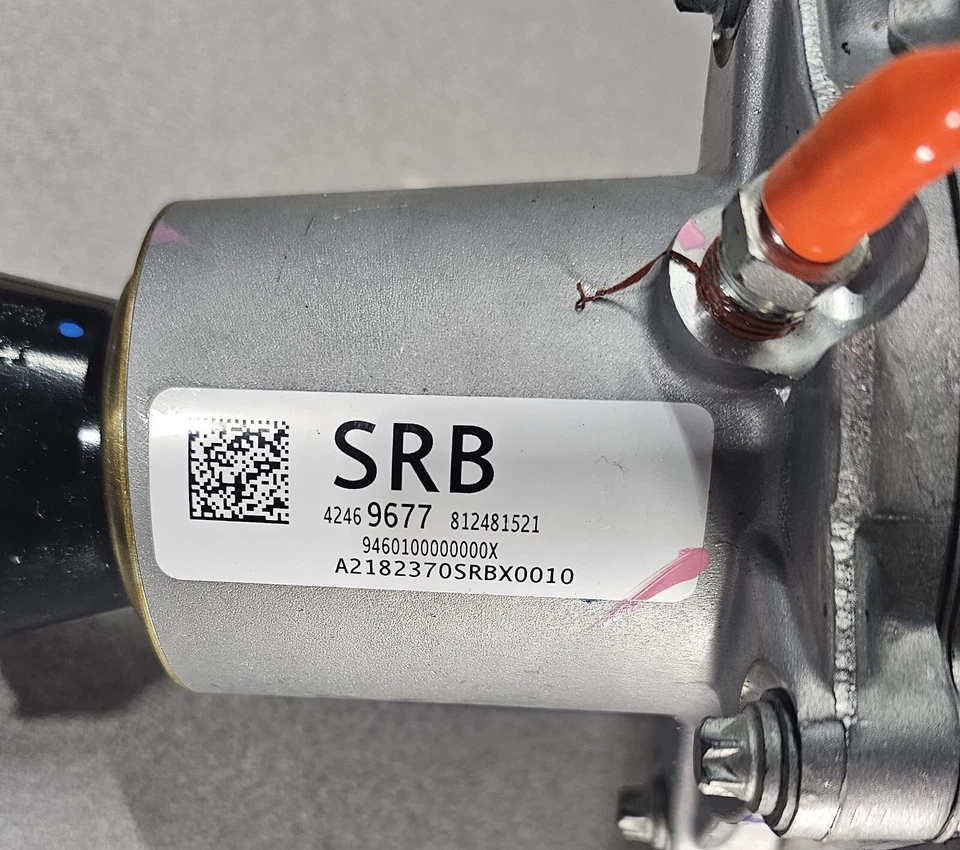 SRB
4246 9677 812481521
9460100000000X
A2182370SRBX0010